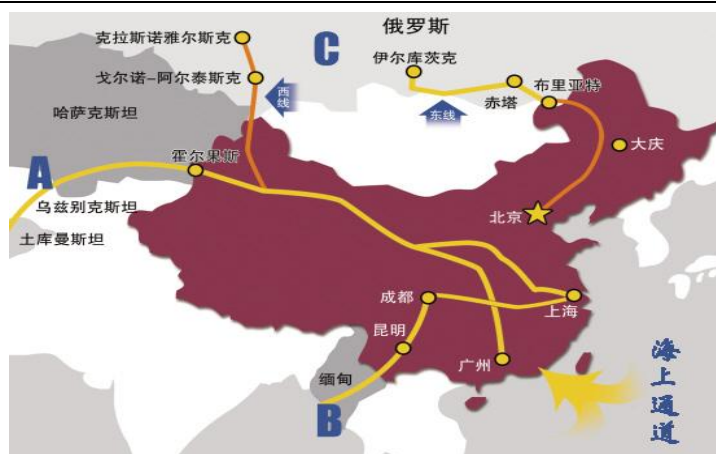 俄罗斯
克拉斯诺雅尔斯克
C
伊尔库茨克
戈尔诺-阿尔泰斯克
布里亚特
西线
赤塔
东线
哈萨克斯坦
大庆
霍尔果斯
A
乌兹别克斯坦
北京
土库曼斯坦
成都
上海
昆明
广州
缅甸
B
海上通道